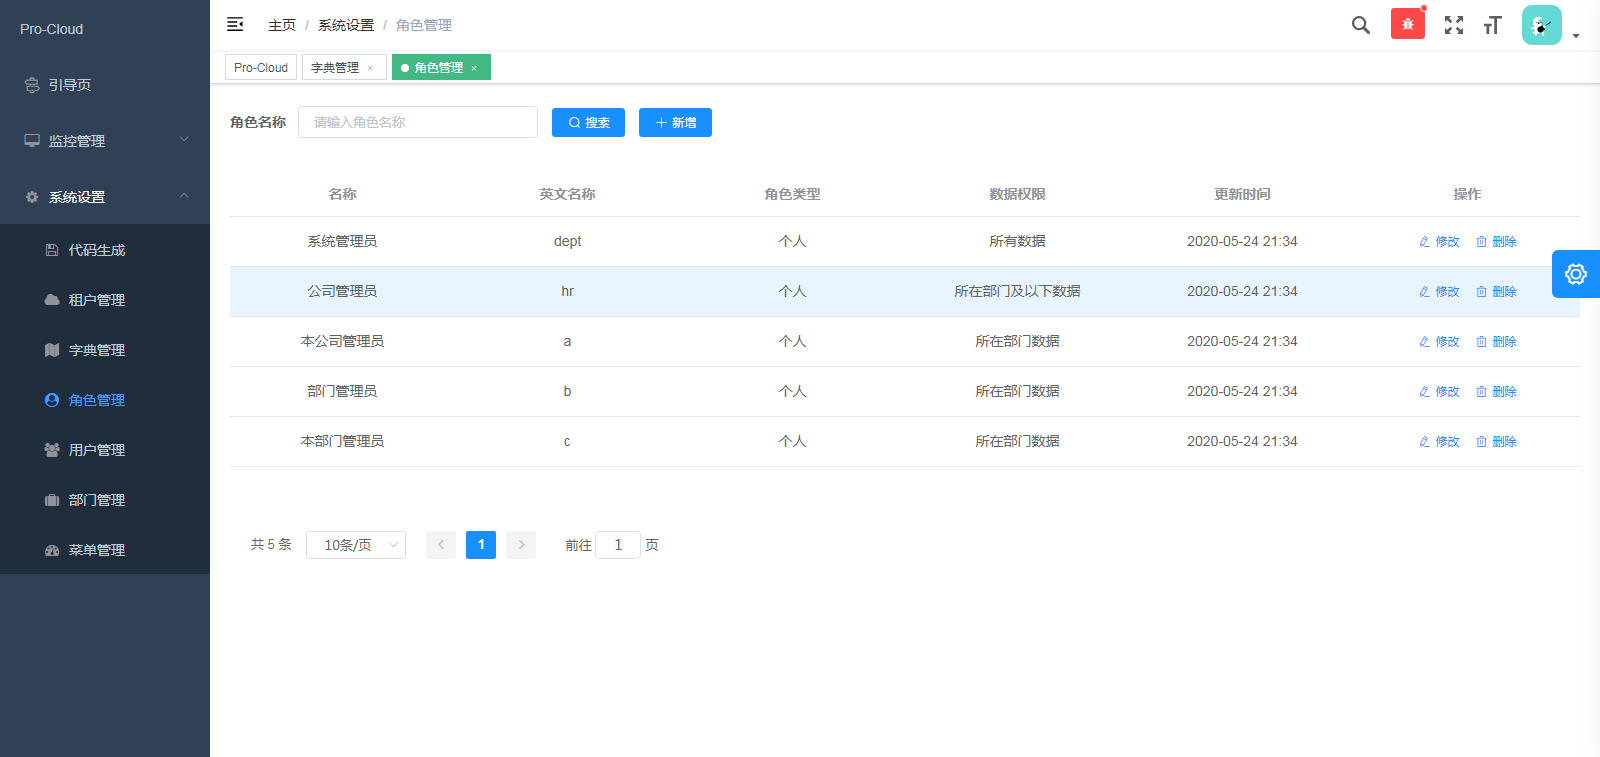 Pro-Cloud
引导页
监控管理
系统设置
代码生成
租户管理
字典管理
角色管理
用户管理
部门管理
菜单管理
主页 / 系统设置 / 角色管理
Pro-Cloud 字典管理 × 角色管理 ×
角色名称 请输入角色名称 搜索 新增
名称 英文名称 角色类型 数据权限 更新时间 操作
系统管理员 dept 个人 所有数据 2020-05-24 21:34 修改 删除
公司管理员 hr 个人 所在部门及以下数据 2020-05-24 21:34 修改 删除
本公司管理员 a 个人 所在部门数据 2020-05-24 21:34 修改 删除
部门管理员 b 个人 所在部门数据 2020-05-24 21:34 修改 删除
本部门管理员 c 个人 所在部门数据 2020-05-24 21:34 修改 删除
共 5 条 10条/页 1 前往 1 页